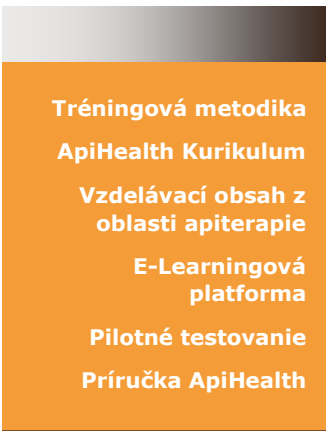 Tréningová metodika
ApiHealth Kurikulum
Vzdelávací obsah z
oblasti apiterapie
E-Learningová
platforma
Pilotné testovanie
Príručka ApiHealth